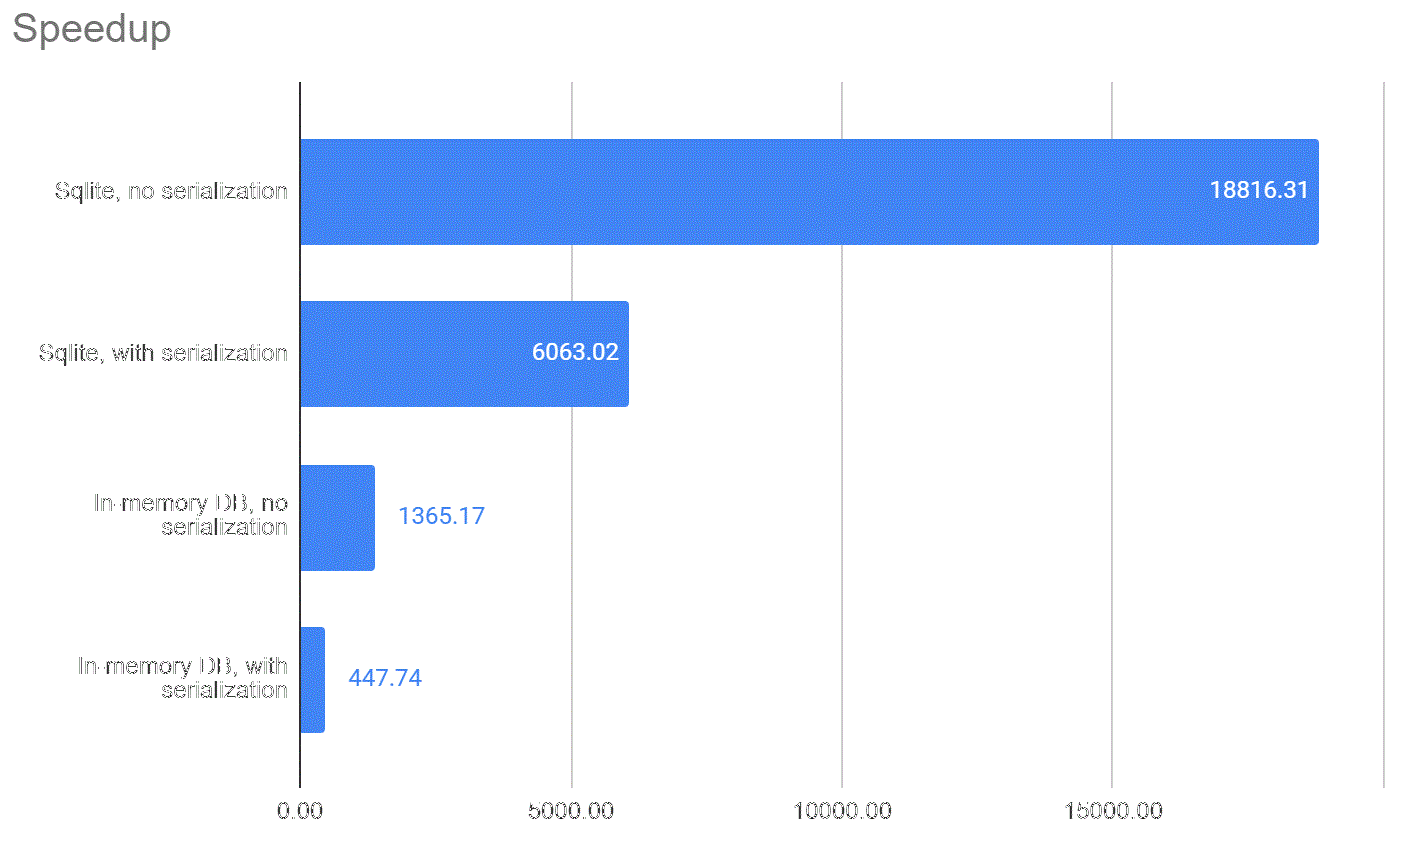 Speedup
Sqlite, no serialization
18816.31
Sqlite, with serialization
6063.02
In-memory DB, no
serialization
1365.17
In-memory DB, with
serialization
447.74
0.00
5000.00
10000.00
15000.00